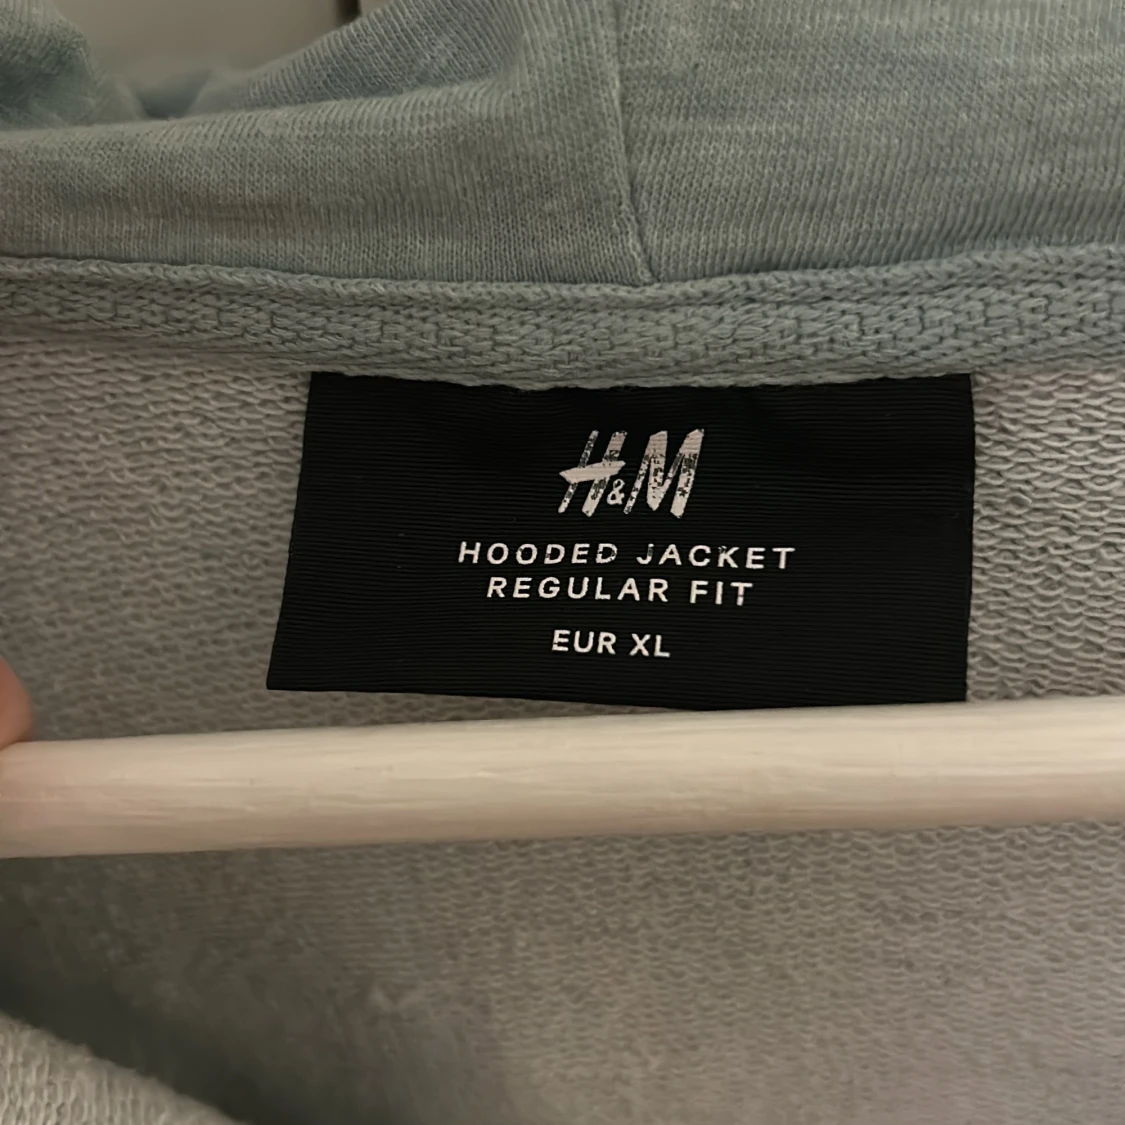 H&M
HOODED JACKET
REGULAR FIT
EUR XL